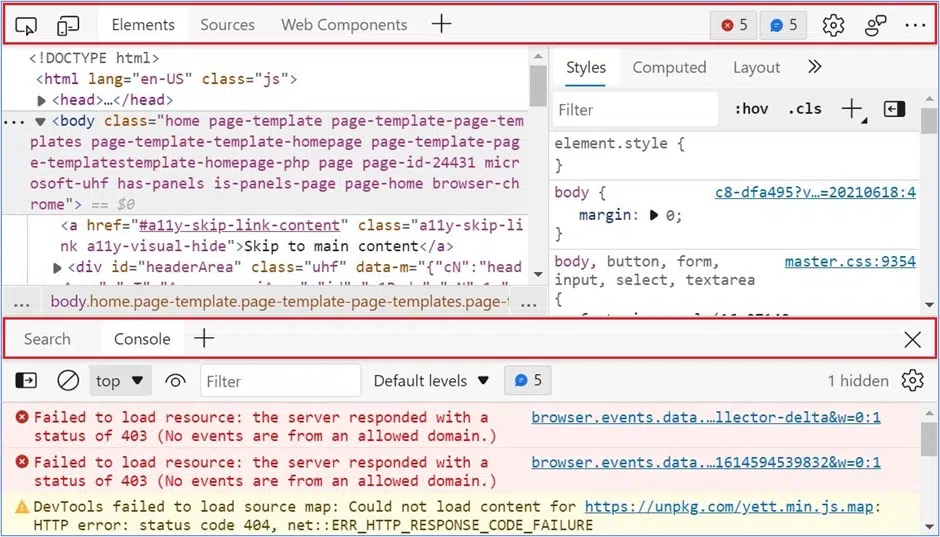 Elements Sources Web Components 5 5
<!DOCTYPE html>
<html lang="en-US" class="js">
<head>…</head>
<body class="home page-template page-template-page-tem
plates page-template-template-homepage page-template-pag
e-templatestemplate-homepage-php page page-id-24431 micr
osoft-uhf has-panels is-panels-page page-home browser-ch
rome"> == $0
<a href="#a11y-skip-link-content" class="a11y-skip-li
nk a11y-visual-hide">Skip to main content</a>
<div id="headerArea" class="uhf" data-m="{"cN":"head
... body.home.page-template.page-template-page-templates.page-t ...
Styles Computed Layout
Filter :hov .cls
element.style {
}
body { c8-dfa495?v…=20210618:4
margin: 0;
}
body, button, form, master.css:9354
input, select, textarea
{
Search Console
top Filter Default levels 5 1 hidden
Failed to load resource: the server responded with a browser.events.data.…llector-delta&w=0:1
status of 403 (No events are from an allowed domain.)
Failed to load resource: the server responded with a browser.events.data.…1614594539832&w=0:1
status of 403 (No events are from an allowed domain.)
DevTools failed to load source map: Could not load content for https://unpkg.com/yett.min.js.map:
HTTP error: status code 404, net::ERR_HTTP_RESPONSE_CODE_FAILURE